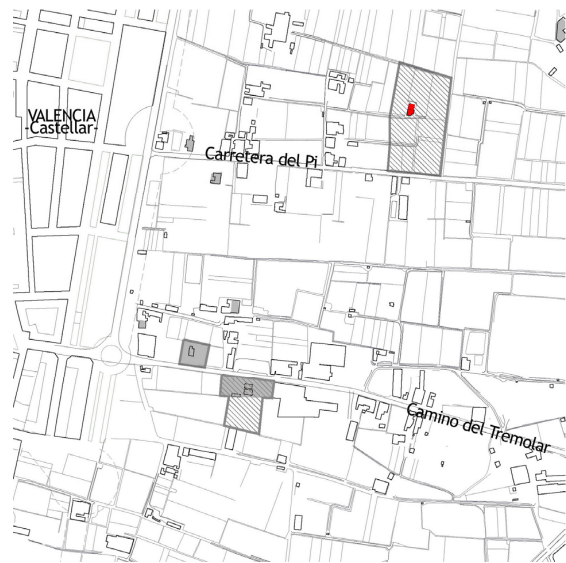 VALENCIA
-Castellar-
Carretera del Pi
Camino del Tremolar